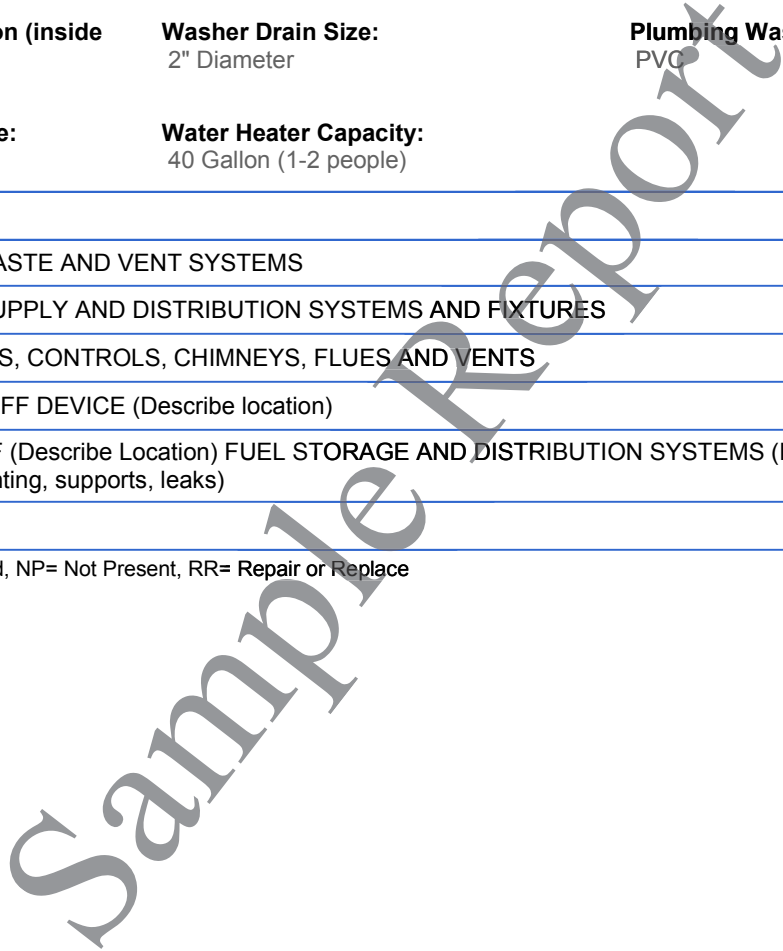 on (inside Washer Drain Size: Plumbing Was
2" Diameter PVC
e: Water Heater Capacity:
40 Gallon (1-2 people)
ASTE AND VENT SYSTEMS
UPPLY AND DISTRIBUTION SYSTEMS AND FIXTURES
S, CONTROLS, CHIMNEYS, FLUES AND VENTS
FF DEVICE (Describe location)
F (Describe Location) FUEL STORAGE AND DISTRIBUTION SYSTEMS (
nting, supports, leaks)
d, NP= Not Present, RR= Repair or Replace
Sample Report